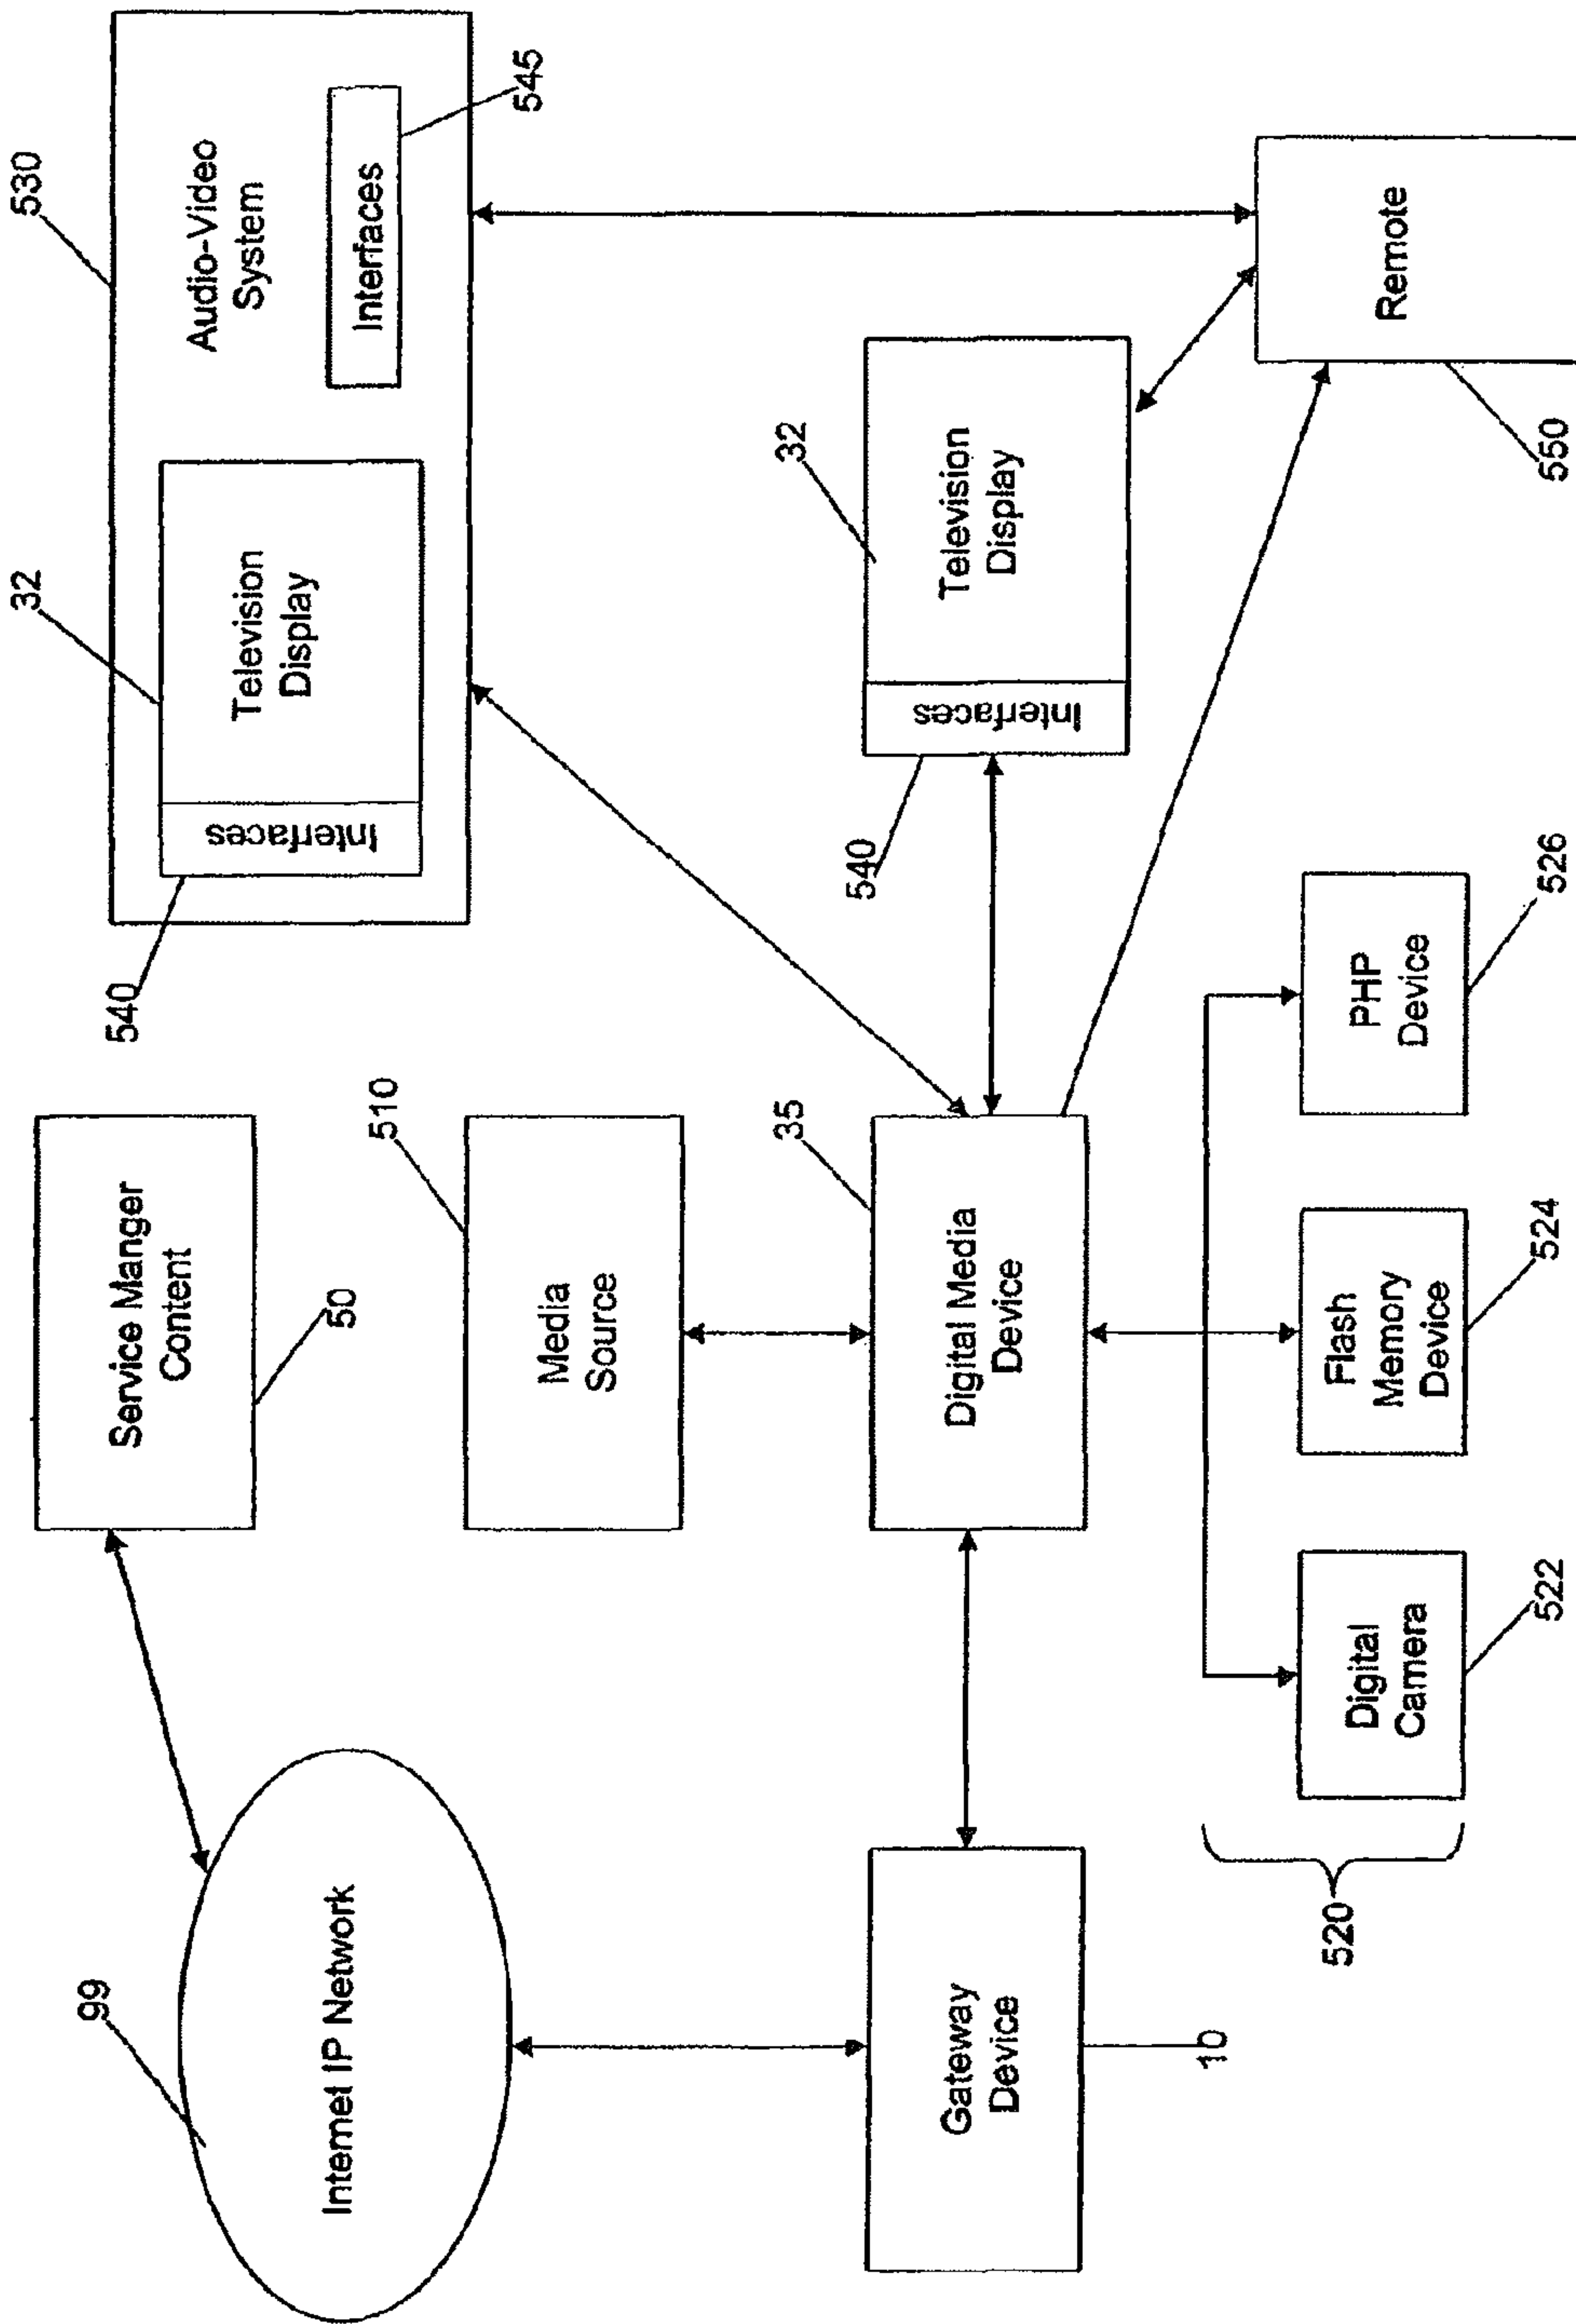 99
Internet IP Network
Service Manger
Content
50
530
Audio-Video
System
Interfaces
545
32
Television
Display
Interfaces
540
510
Media
Source
35
Digital Media
Device
Gateway
Device
10
32
Television
Display
Interfaces
540
Remote
550
520
Digital
Camera
522
Flash
Memory
Device
524
PHP
Device
526